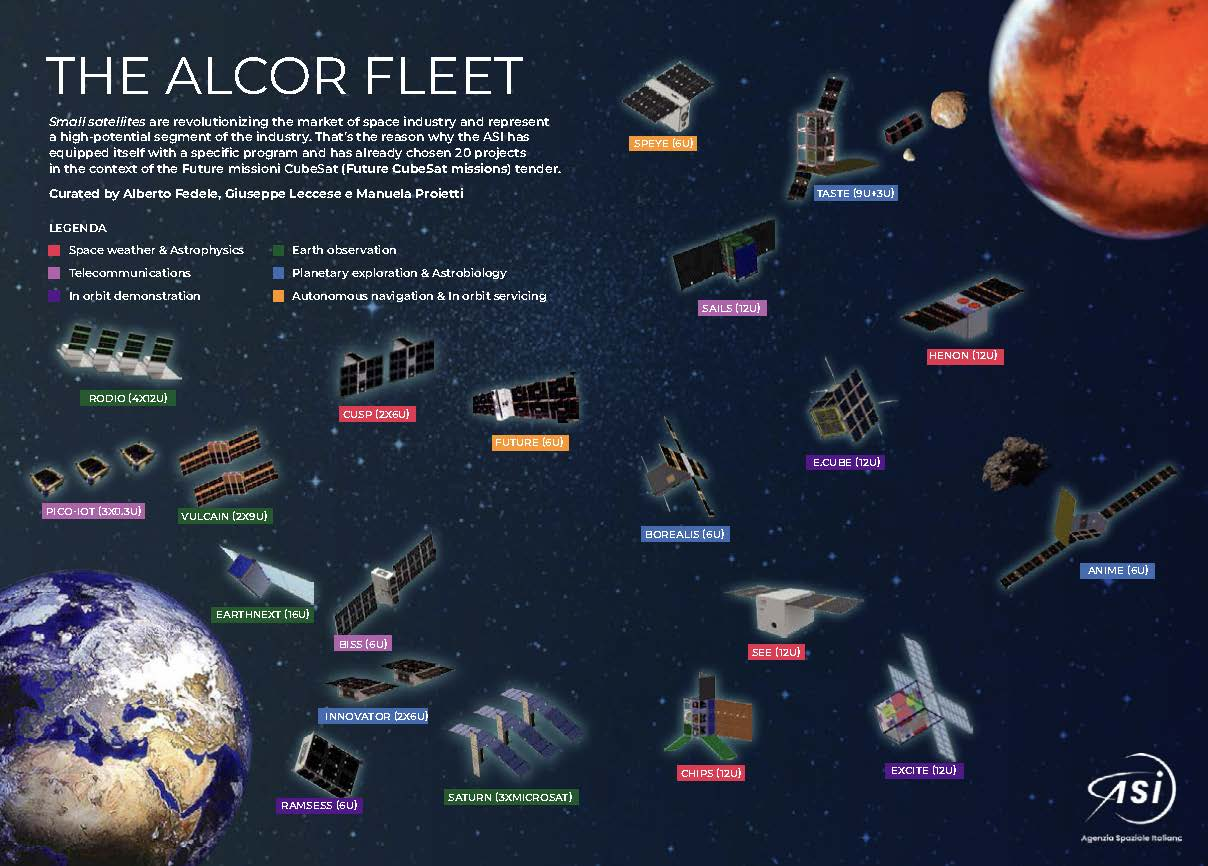 THE ALCOR FLEET
Small satellites are revolutionizing the market of space industry and represent
a high-potential segment of the industry. That's the reason why the ASI has
equipped itself with a specific program and has already chosen 20 projects
in the context of the Future missioni CubeSat (Future CubeSat missions) tender.
Curated by Alberto Fedele, Giuseppe Leccese e Manuela Proietti
LEGENDA
Space weather & Astrophysics
Earth observation
Telecommunications
Planetary exploration & Astrobiology
In orbit demonstration
Autonomous navigation & In orbit servicing
SPEYE (6U)
TASTE (9U+3U)
SAILS (12U)
HENON (12U)
RODIO (4X12U)
CUSP (2X6U)
FUTURE (6U)
E.CUBE (12U)
PICO-IOT (3X0.3U)
VULCAIN (2X9U)
BOREALIS (6U)
ANIME (6U)
EARTHNEXT (16U)
BISS (6U)
SEE (12U)
INNOVATOR (2X6U)
CHIPS (12U)
EXCITE (12U)
RAMSESS (6U)
SATURN (3XMICROSAT)
ASI
Agenzia Spaziale Italiana